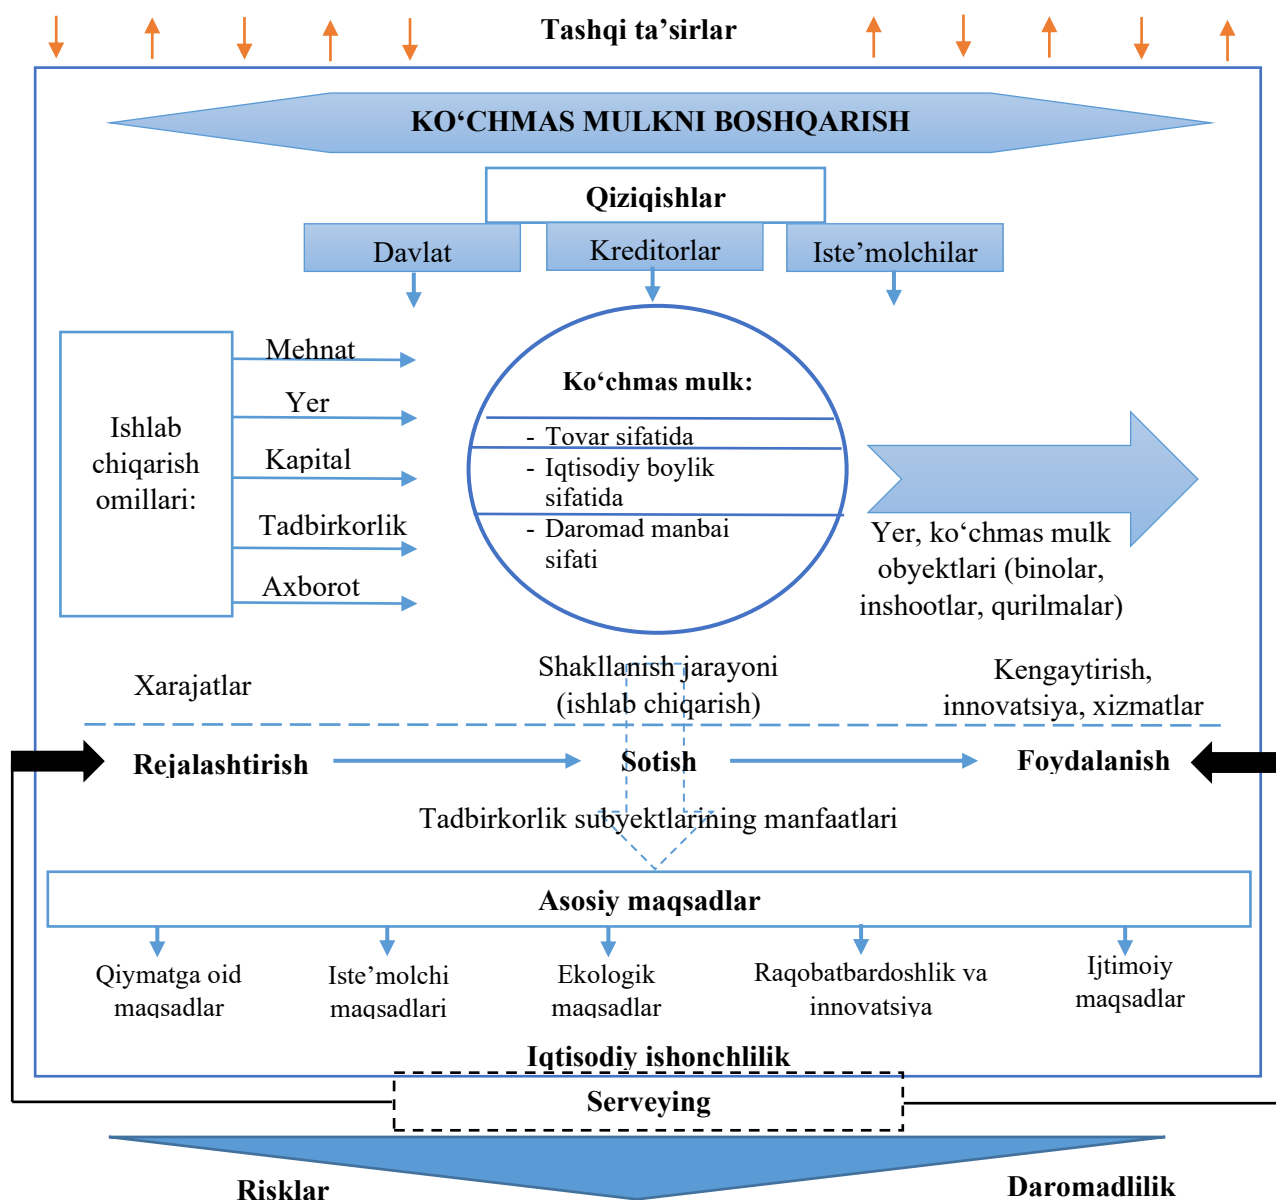 Tashqi ta’sirlar
KO‘CHMAS MULKNI BOSHQARISH
Qiziqishlar
Davlat
Kreditorlar
Iste’molchilar
Ishlab
chiqarish
omillari:
Mehnat
Yer
Kapital
Tadbirkorlik
Axborot
Ko‘chmas mulk:
- Tovar sifatida
- Iqtisodiy boylik
sifatida
- Daromad manbai
sifati
Yer, ko‘chmas mulk
obyektlari (binolar,
inshootlar, qurilmalar)
Xarajatlar
Shakllanish jarayoni
(ishlab chiqarish)
Kengaytirish,
innovatsiya, xizmatlar
Rejalashtirish
Sotish
Foydalanish
Tadbirkorlik subyektlarining manfaatlari
Asosiy maqsadlar
Qiymatga oid
maqsadlar
Iste’molchi
maqsadlari
Ekologik
maqsadlar
Raqobatbardoshlik va
innovatsiya
Ijtimoiy
maqsadlar
Iqtisodiy ishonchlilik
Serveying
Risklar
Daromadlilik